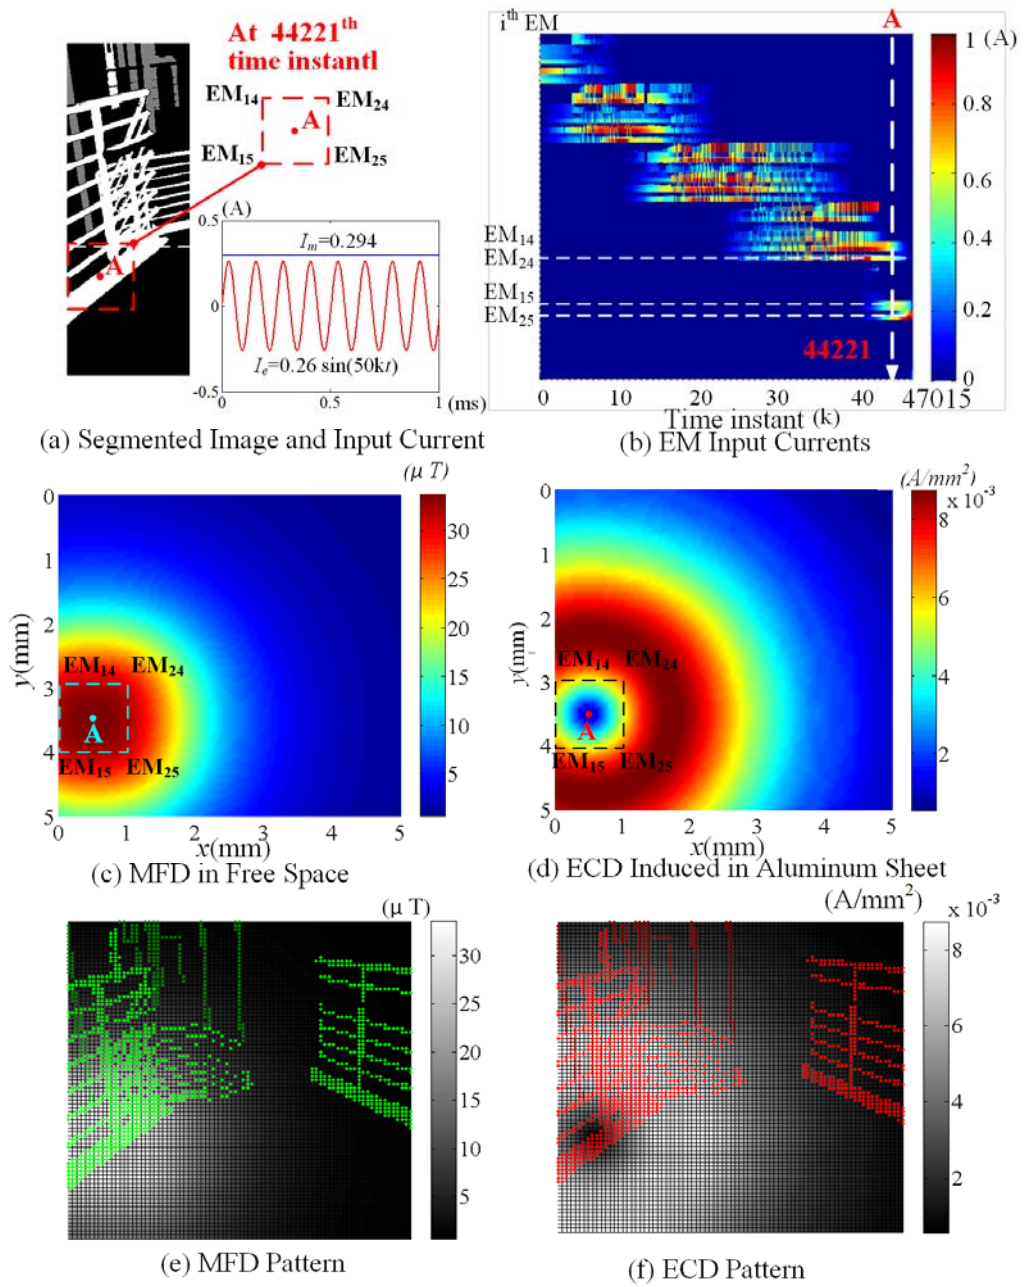 At 44221th
time instantl
EM14
EM24
A
EM15
EM25
A
(A)
0.5
0
-0.5
Im=0.294
Ie=0.26 sin(50kt)
0
0.5
1
(ms)
(a) Segmented Image and Input Current
ith EM
A
1 (A)
0.8
0.6
0.4
0.2
0
EM14
EM24
EM15
EM25
44221
0
10
20
30
40
47015
Time instant (k)
(b) EM Input Currents
(μ T)
0
1
2
3
4
5
y(mm)
EM14
EM24
A
EM15
EM25
0
1
2
3
4
5
x(mm)
30
25
20
15
10
5
(c) MFD in Free Space
(A/mm²)
x 10-3
0
1
2
3
4
5
y(mm)
EM14
EM24
A
EM15
EM25
0
1
2
3
4
5
x(mm)
8
6
4
2
(d) ECD Induced in Aluminum Sheet
(μ T)
30
25
20
15
10
5
(e) MFD Pattern
(A/mm²)
x 10-3
8
6
4
2
(f) ECD Pattern